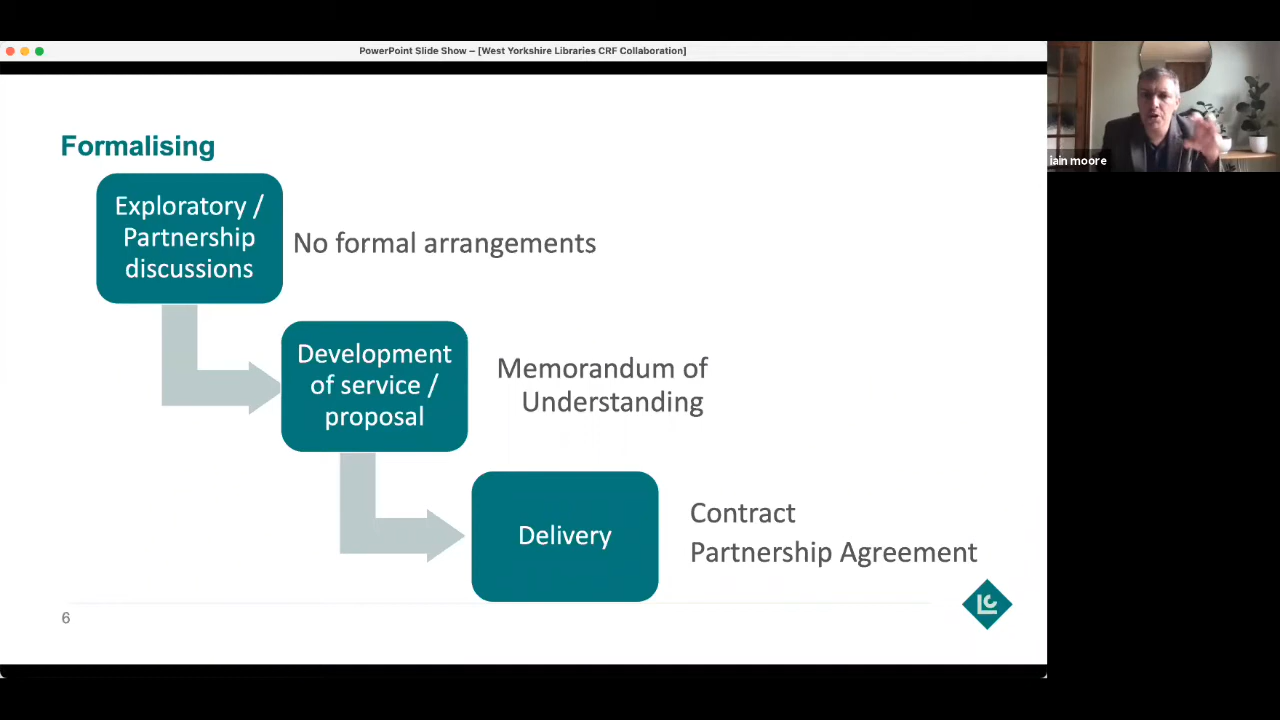 PowerPoint Slide Show – [West Yorkshire Libraries CRF Collaboration]
iain moore
Formalising
Exploratory /
Partnership
discussions
No formal arrangements
Development
of service /
proposal
Memorandum of
Understanding
Delivery
Contract
Partnership Agreement
6
LC